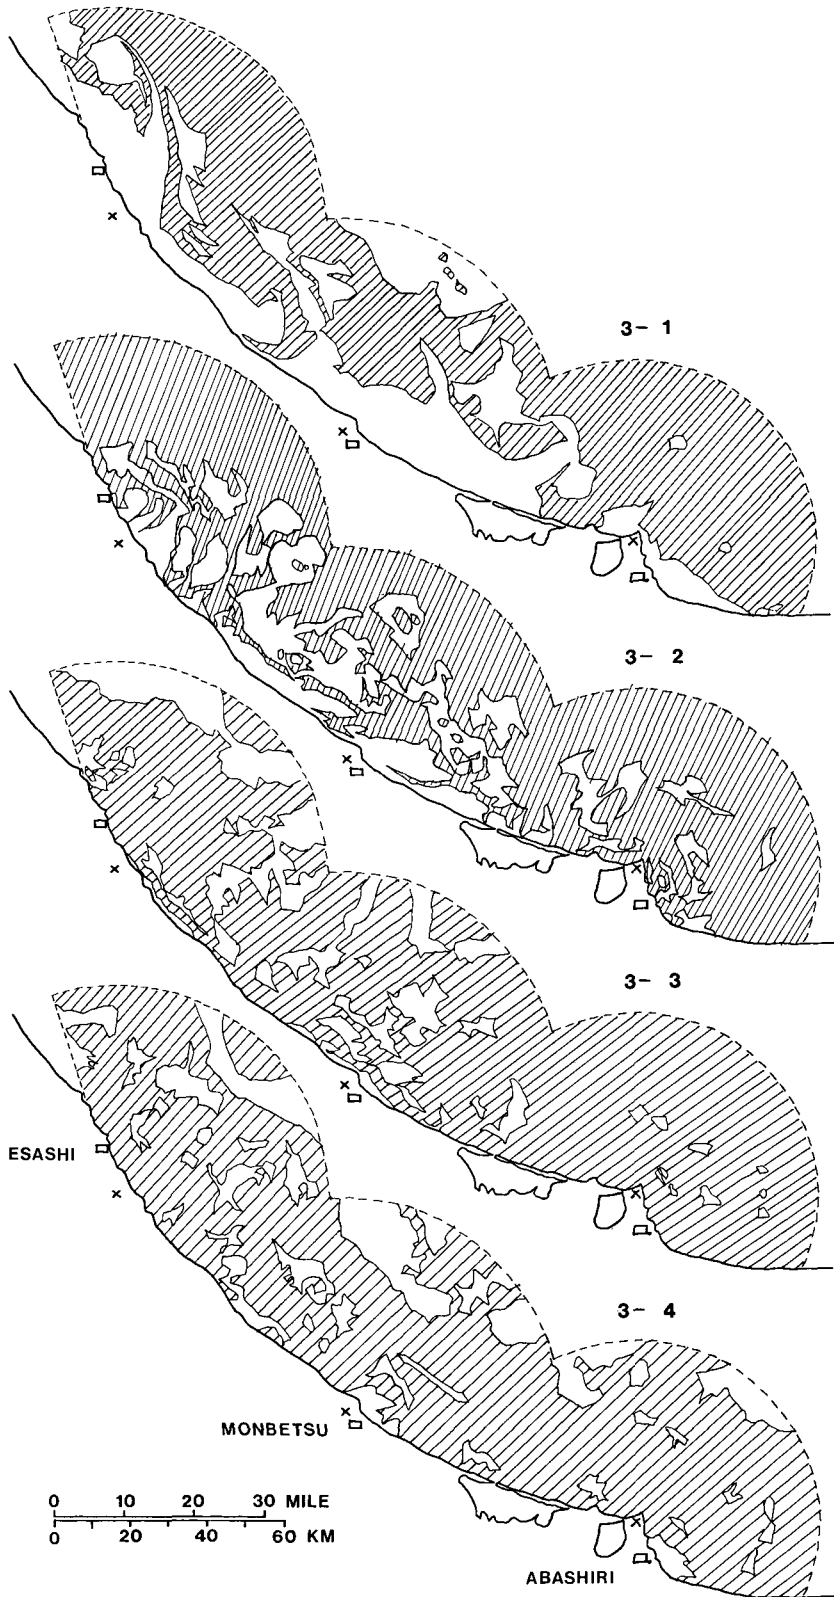 3- 1
3- 2
3- 3
3- 4
ESASHI
MONBETSU
ABASHIRI
0 10 20 30 MILE
0 20 40 60 KM